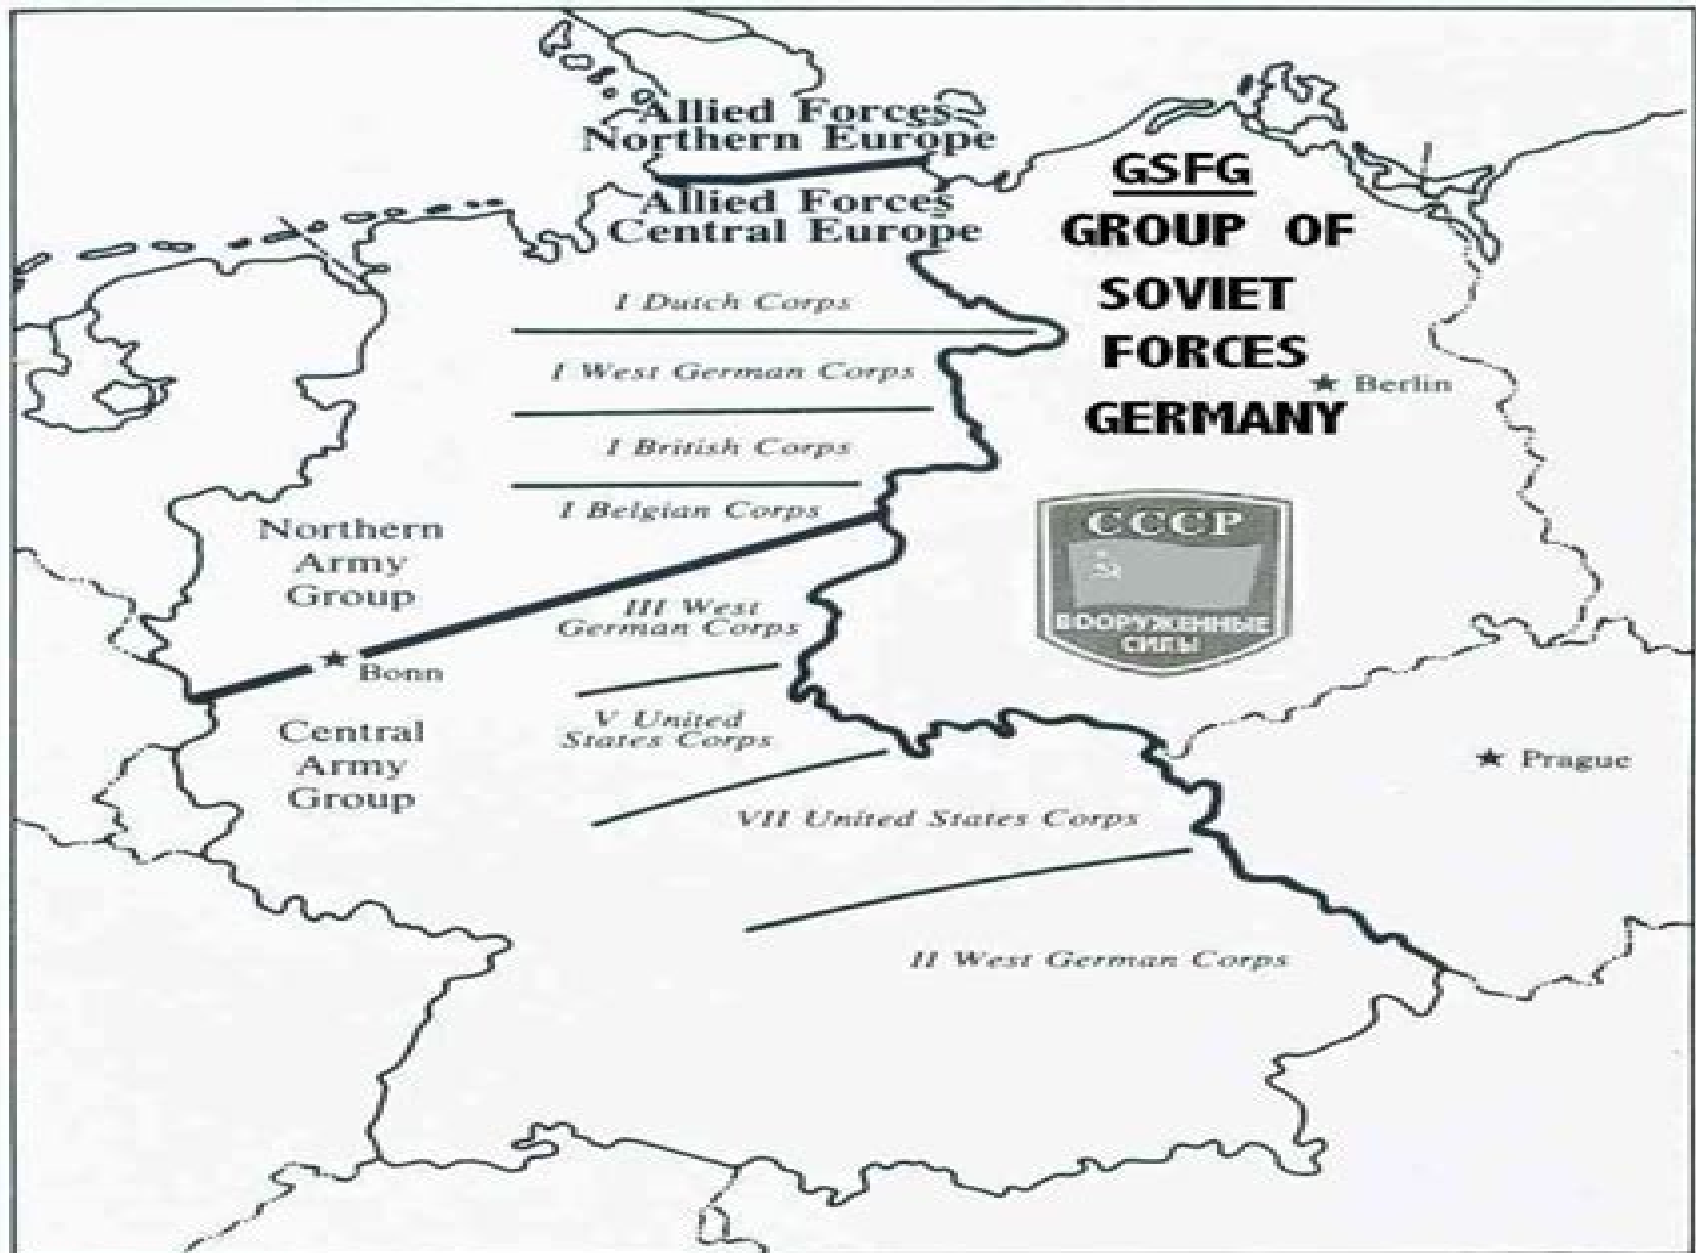 Allied Forces
Northern Europe
Allied Forces
Central Europe
GSFG
GROUP OF
SOVIET
FORCES
GERMANY
I Dutch Corps
I West German Corps
Berlin
I British Corps
I Belgian Corps
Northern
Army
Group
СССР
ВООРУЖЕННЫЕ
СИЛЫ
III West
German Corps
Bonn
V United
States Corps
Central
Army
Group
Prague
VII United States Corps
II West German Corps